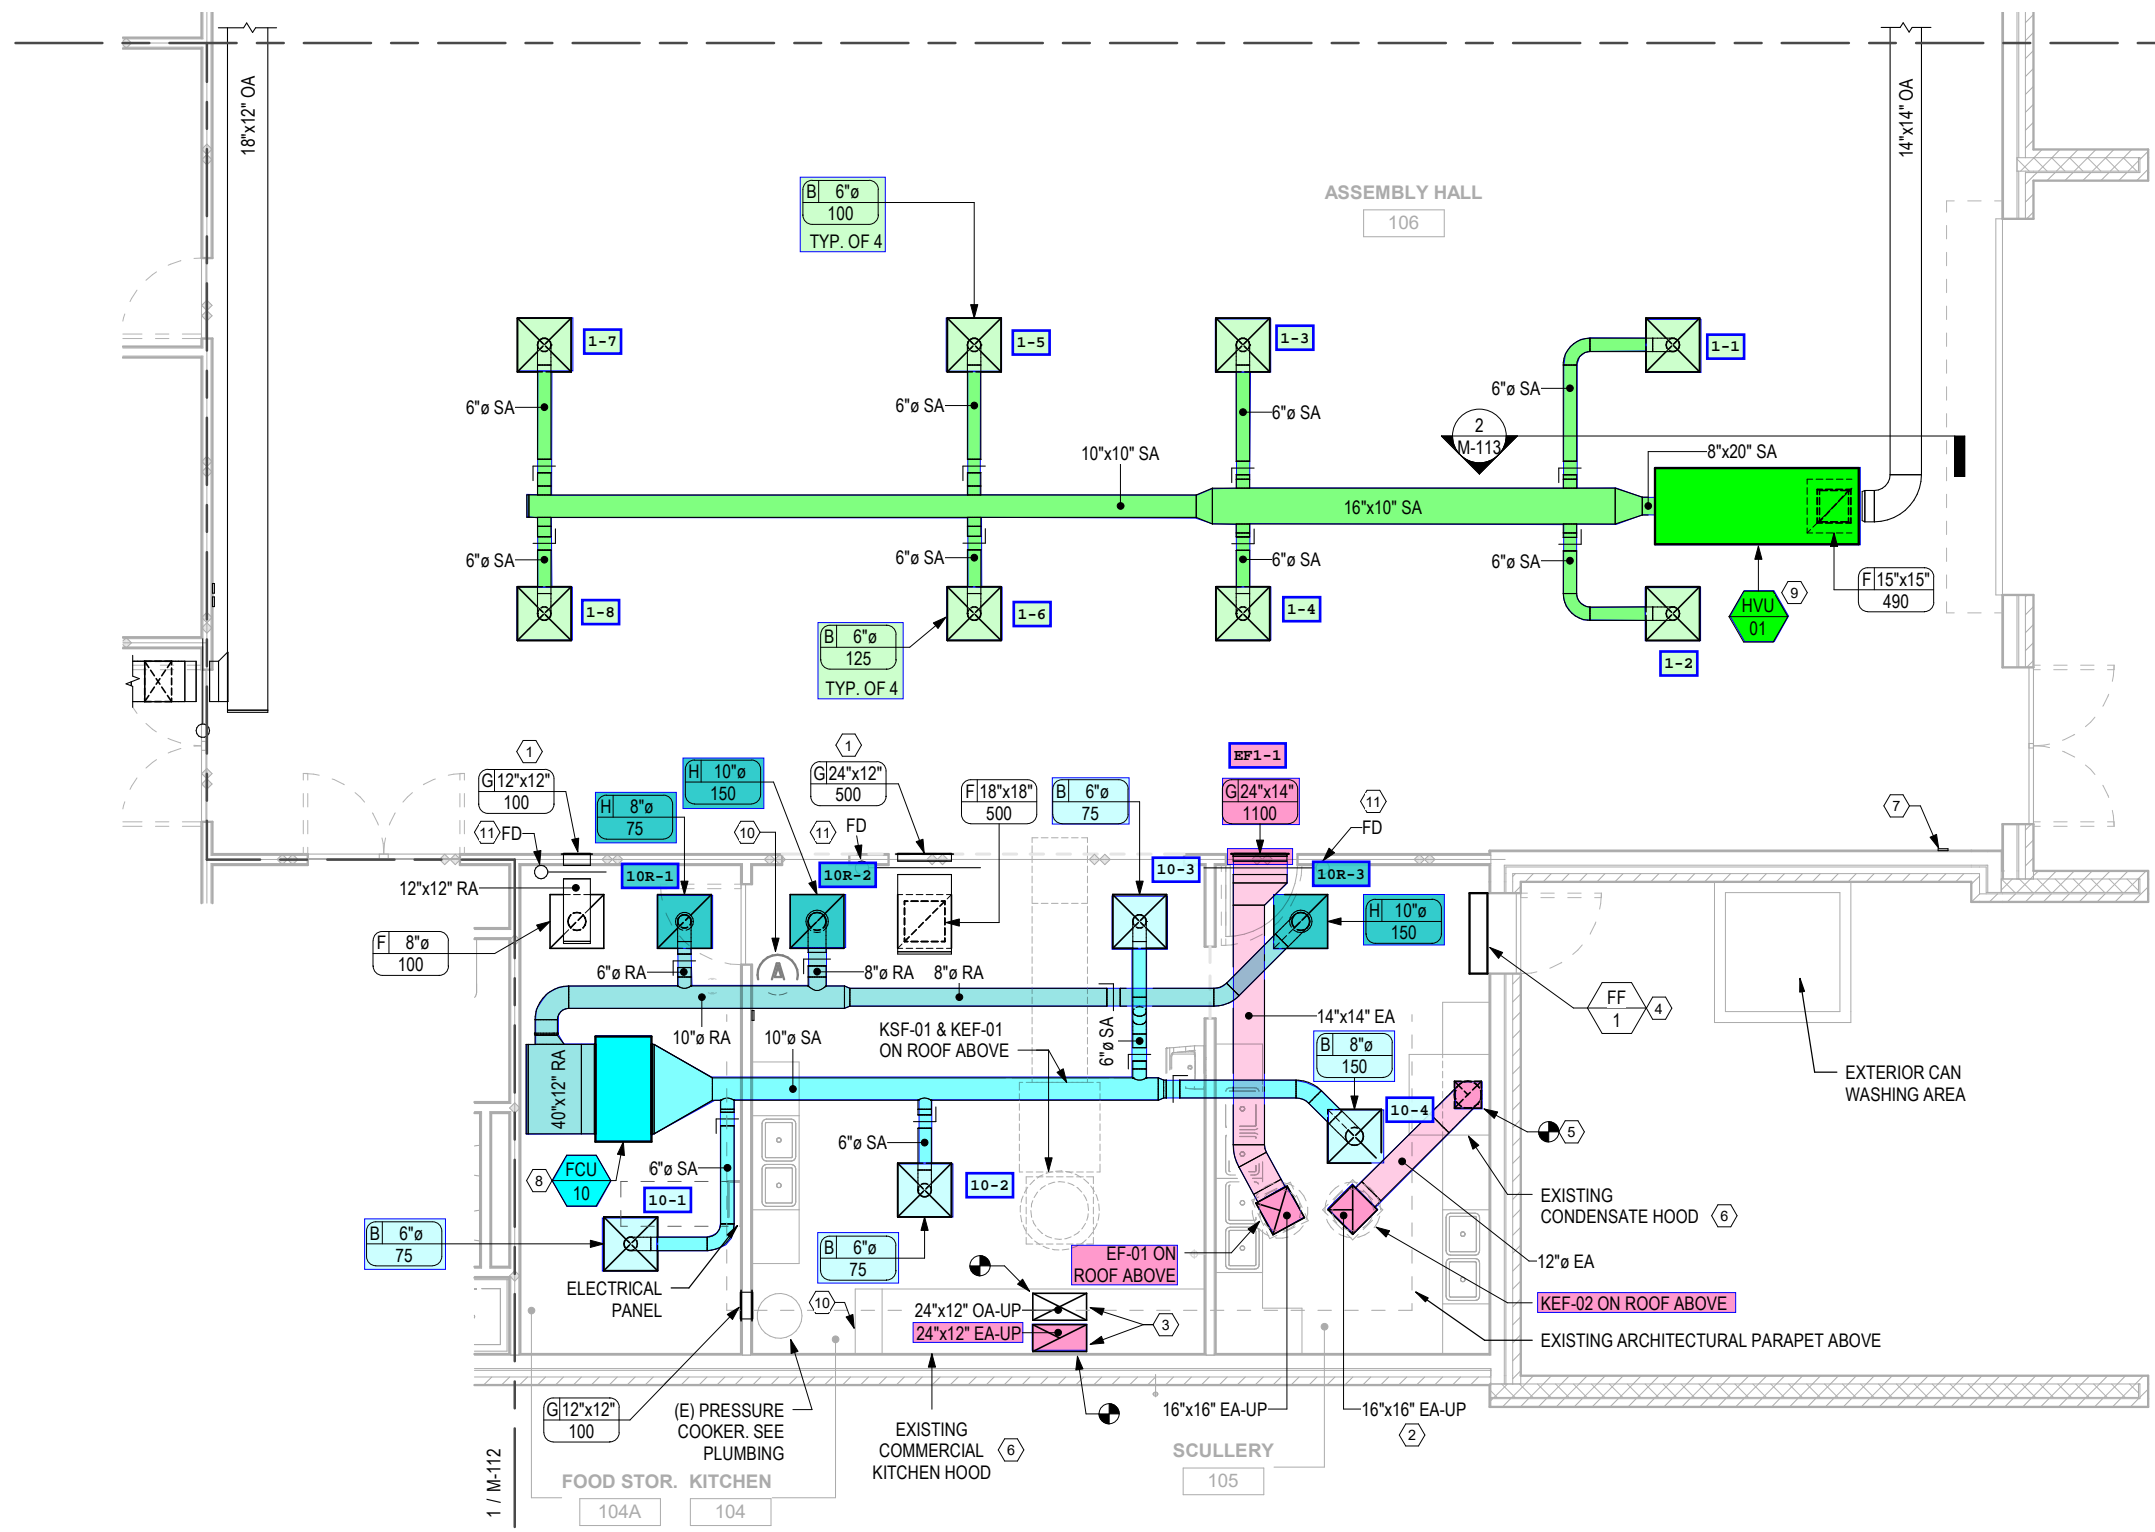 18"x12" OA
14"x14" OA
B 6"ø
100
TYP. OF 4
ASSEMBLY HALL
106
1-7
1-5
1-3
1-1
6"ø SA
6"ø SA
6"ø SA
6"ø SA
2
M-113
10"x10" SA
8"x20" SA
16"x10" SA
6"ø SA
6"ø SA
6"ø SA
6"ø SA
F 15"x15"
490
HVU
01
9
1-8
1-6
1-4
1-2
B 6"ø
125
TYP. OF 4
1
G 12"x12"
100
H 8"ø
75
H 10"ø
150
1
G 24"x12"
500
F 18"x18"
500
B 6"ø
75
EF1-1
G 24"x14"
1100
11
FD
7
11 FD
10
11
FD
10R-1
10R-2
10-3
10R-3
12"x12" RA
F 8"ø
100
H 10"ø
150
6"ø RA
A
8"ø RA
8"ø RA
FF
1
4
14"x14" EA
10"ø RA
10"ø SA
KSF-01 & KEF-01
ON ROOF ABOVE
6"ø SA
B 8"ø
150
40"x12" RA
EXTERIOR CAN
WASHING AREA
10-4
5
6"ø SA
6"ø SA
8
FCU
10
10-1
10-2
EXISTING
CONDENSATE HOOD 6
B 6"ø
75
B 6"ø
75
EF-01 ON
ROOF ABOVE
12"ø EA
ELECTRICAL
PANEL
10
24"x12" OA-UP
24"x12" EA-UP
3
KEF-02 ON ROOF ABOVE
EXISTING ARCHITECTURAL PARAPET ABOVE
G 12"x12"
100
(E) PRESSURE
COOKER. SEE
PLUMBING
EXISTING
COMMERCIAL
KITCHEN HOOD
6
16"x16" EA-UP
16"x16" EA-UP
2
1 / M-112
FOOD STOR.
104A
KITCHEN
104
SCULLERY
105